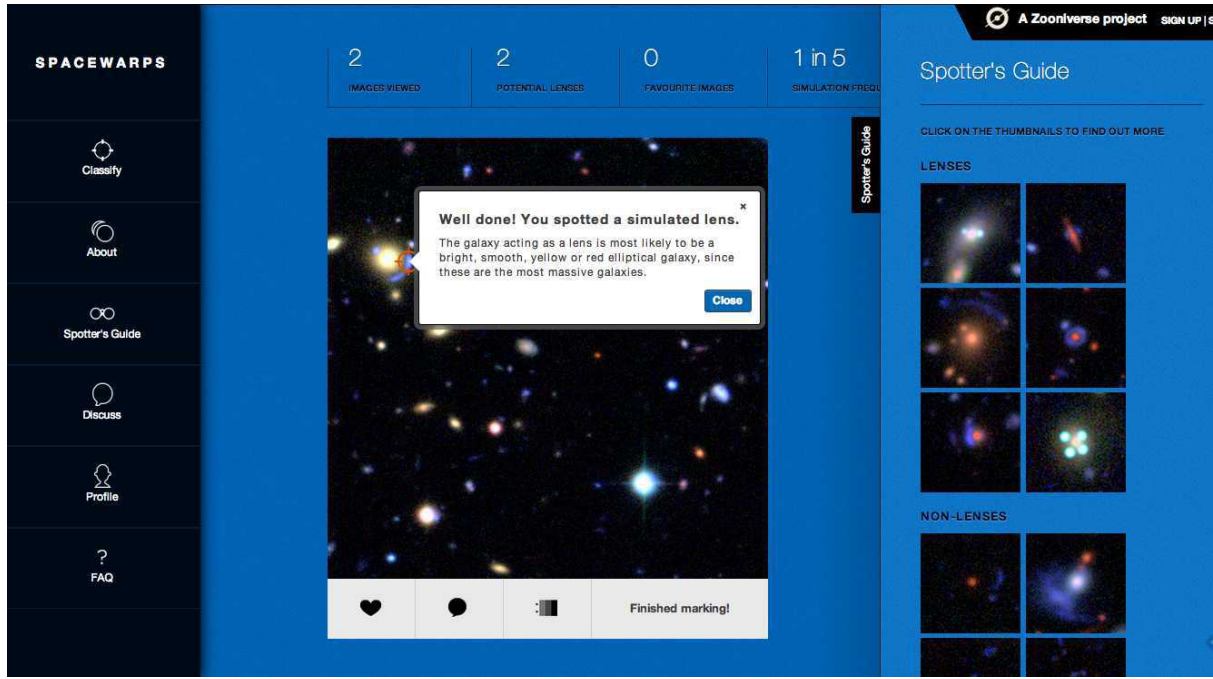 SPACEWARPS
Classify
About
Spotter's Guide
Discuss
Profile
?
FAQ
2
IMAGES VIEWED
2
POTENTIAL LENSES
0
FAVOURITE IMAGES
1 in 5
SIMULATION FREQU
Spotter's Guide
Well done! You spotted a simulated lens.
The galaxy acting as a lens is most likely to be a
bright, smooth, yellow or red elliptical galaxy, since
these are the most massive galaxies.
Close
Finished marking!
A Zooniverse project SIGN UP | S
Spotter's Guide
CLICK ON THE THUMBNAILS TO FIND OUT MORE
LENSES
NON-LENSES